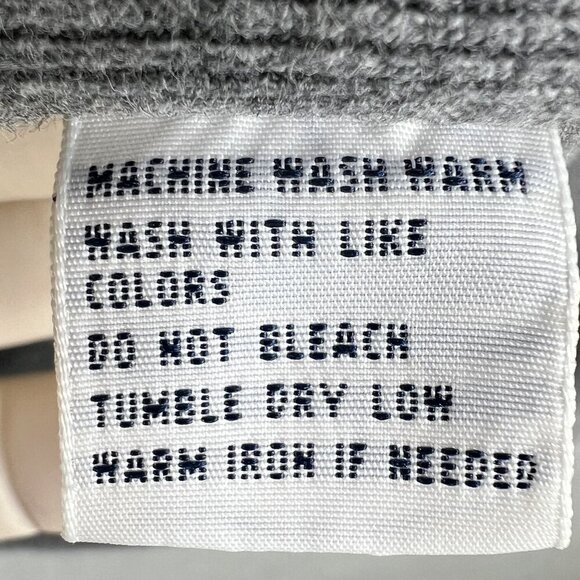 MACHINE WASH WARM
WASH WITH LIKE
COLORS
DO NOT BLEACH
TUMBLE DRY LOW
WARM IRON IF NEEDED